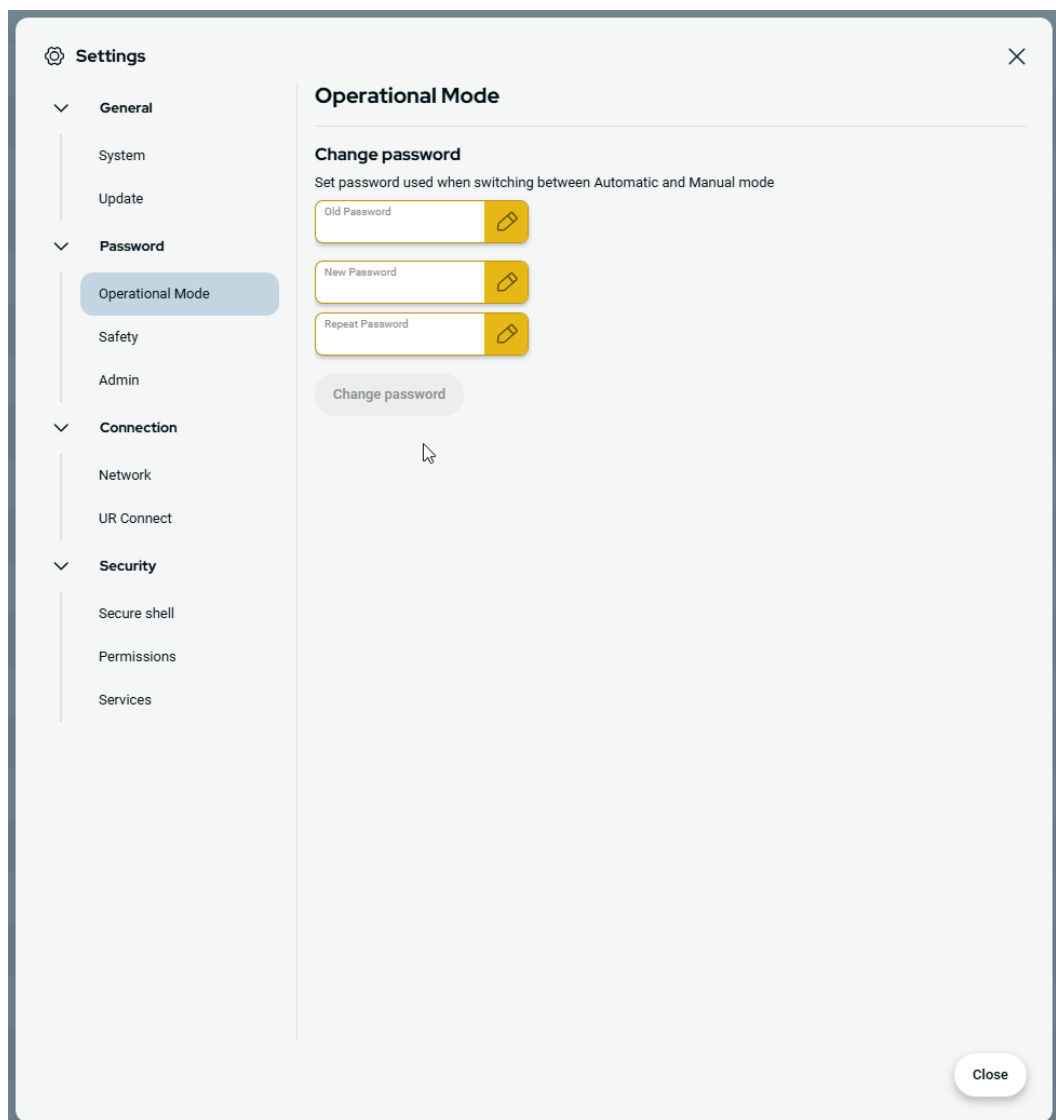 Settings
General
System
Update
Password
Operational Mode
Safety
Admin
Connection
Network
UR Connect
Security
Secure shell
Permissions
Services
Operational Mode
Change password
Set password used when switching between Automatic and Manual mode
Old Password
New Password
Repeat Password
Change password
Close